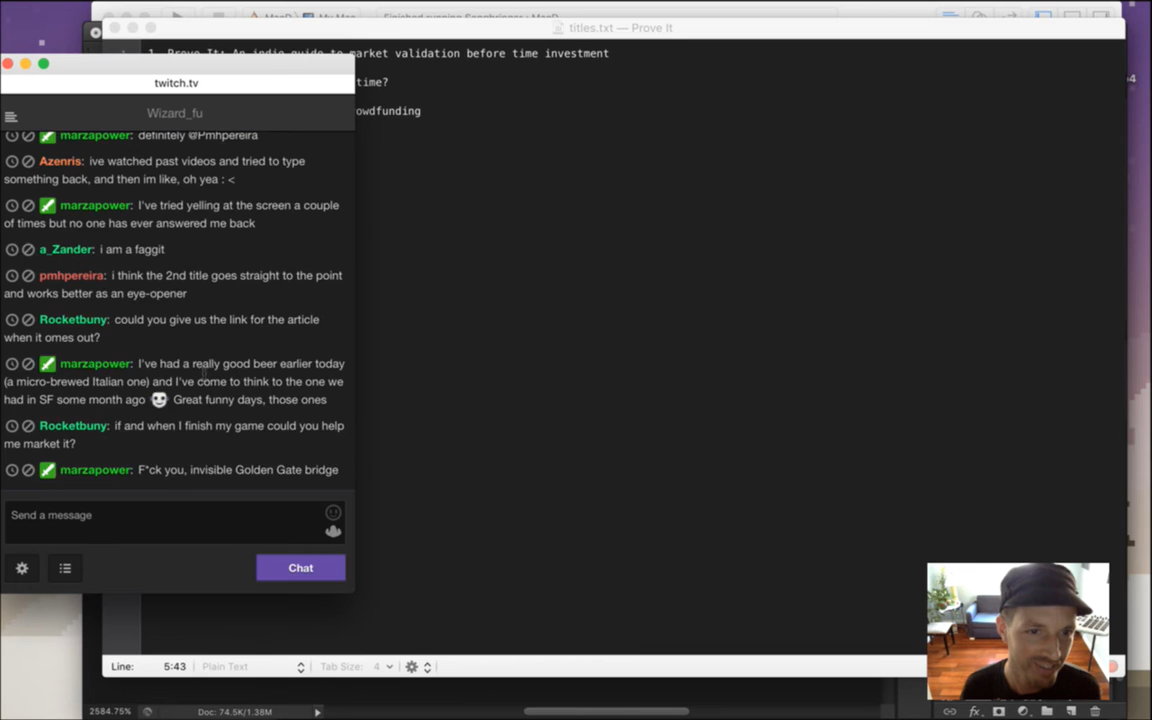 MacD
My Mac
Finished running Songbringer : MacD
titles.txt — Prove It
1. Prove It: An indie guide to market validation before time investment
time?
owdfunding
twitch.tv
Wizard_fu
marzapower: definitely @Pmhpereira
Azenris: ive watched past videos and tried to type
something back, and then im like, oh yea : <
marzapower: I've tried yelling at the screen a couple
of times but no one has ever answered me back
a_Zander: i am a faggit
pmhpereira: i think the 2nd title goes straight to the point
and works better as an eye-opener
Rocketbuny: could you give us the link for the article
when it omes out?
marzapower: I've had a really good beer earlier today
(a micro-brewed Italian one) and I've come to think to the one we
had in SF some month ago Great funny days, those ones
Rocketbuny: if and when I finish my game could you help
me market it?
marzapower: F*ck you, invisible Golden Gate bridge
Send a message
Chat
Line: 5:43 Plain Text Tab Size: 4
2584.75% Doc: 74.5K/1.38M
fx